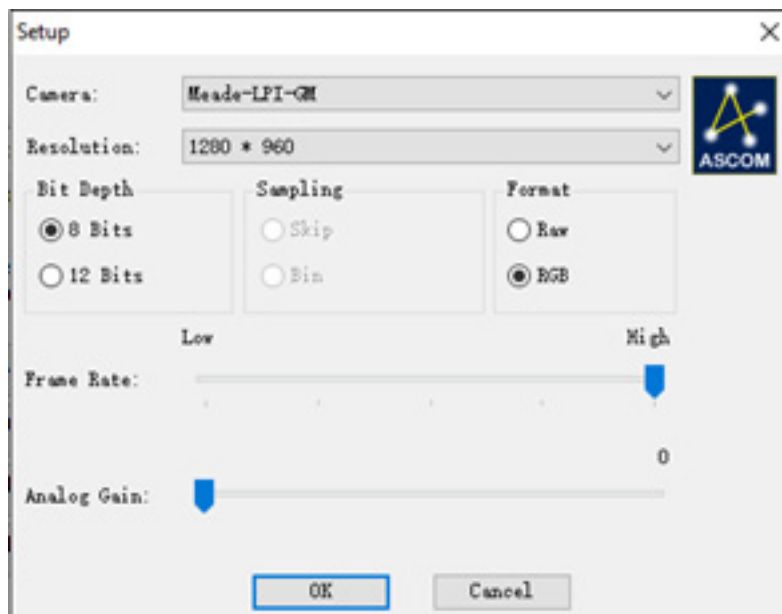 Setup
Camera: Meade-LPI-GM
Resolution: 1280 * 960
ASCOM
Bit Depth Sampling Format
8 Bits Skip Raw
12 Bits Bin RGB
Low High
Frame Rate:
0
Analog Gain:
OK Cancel